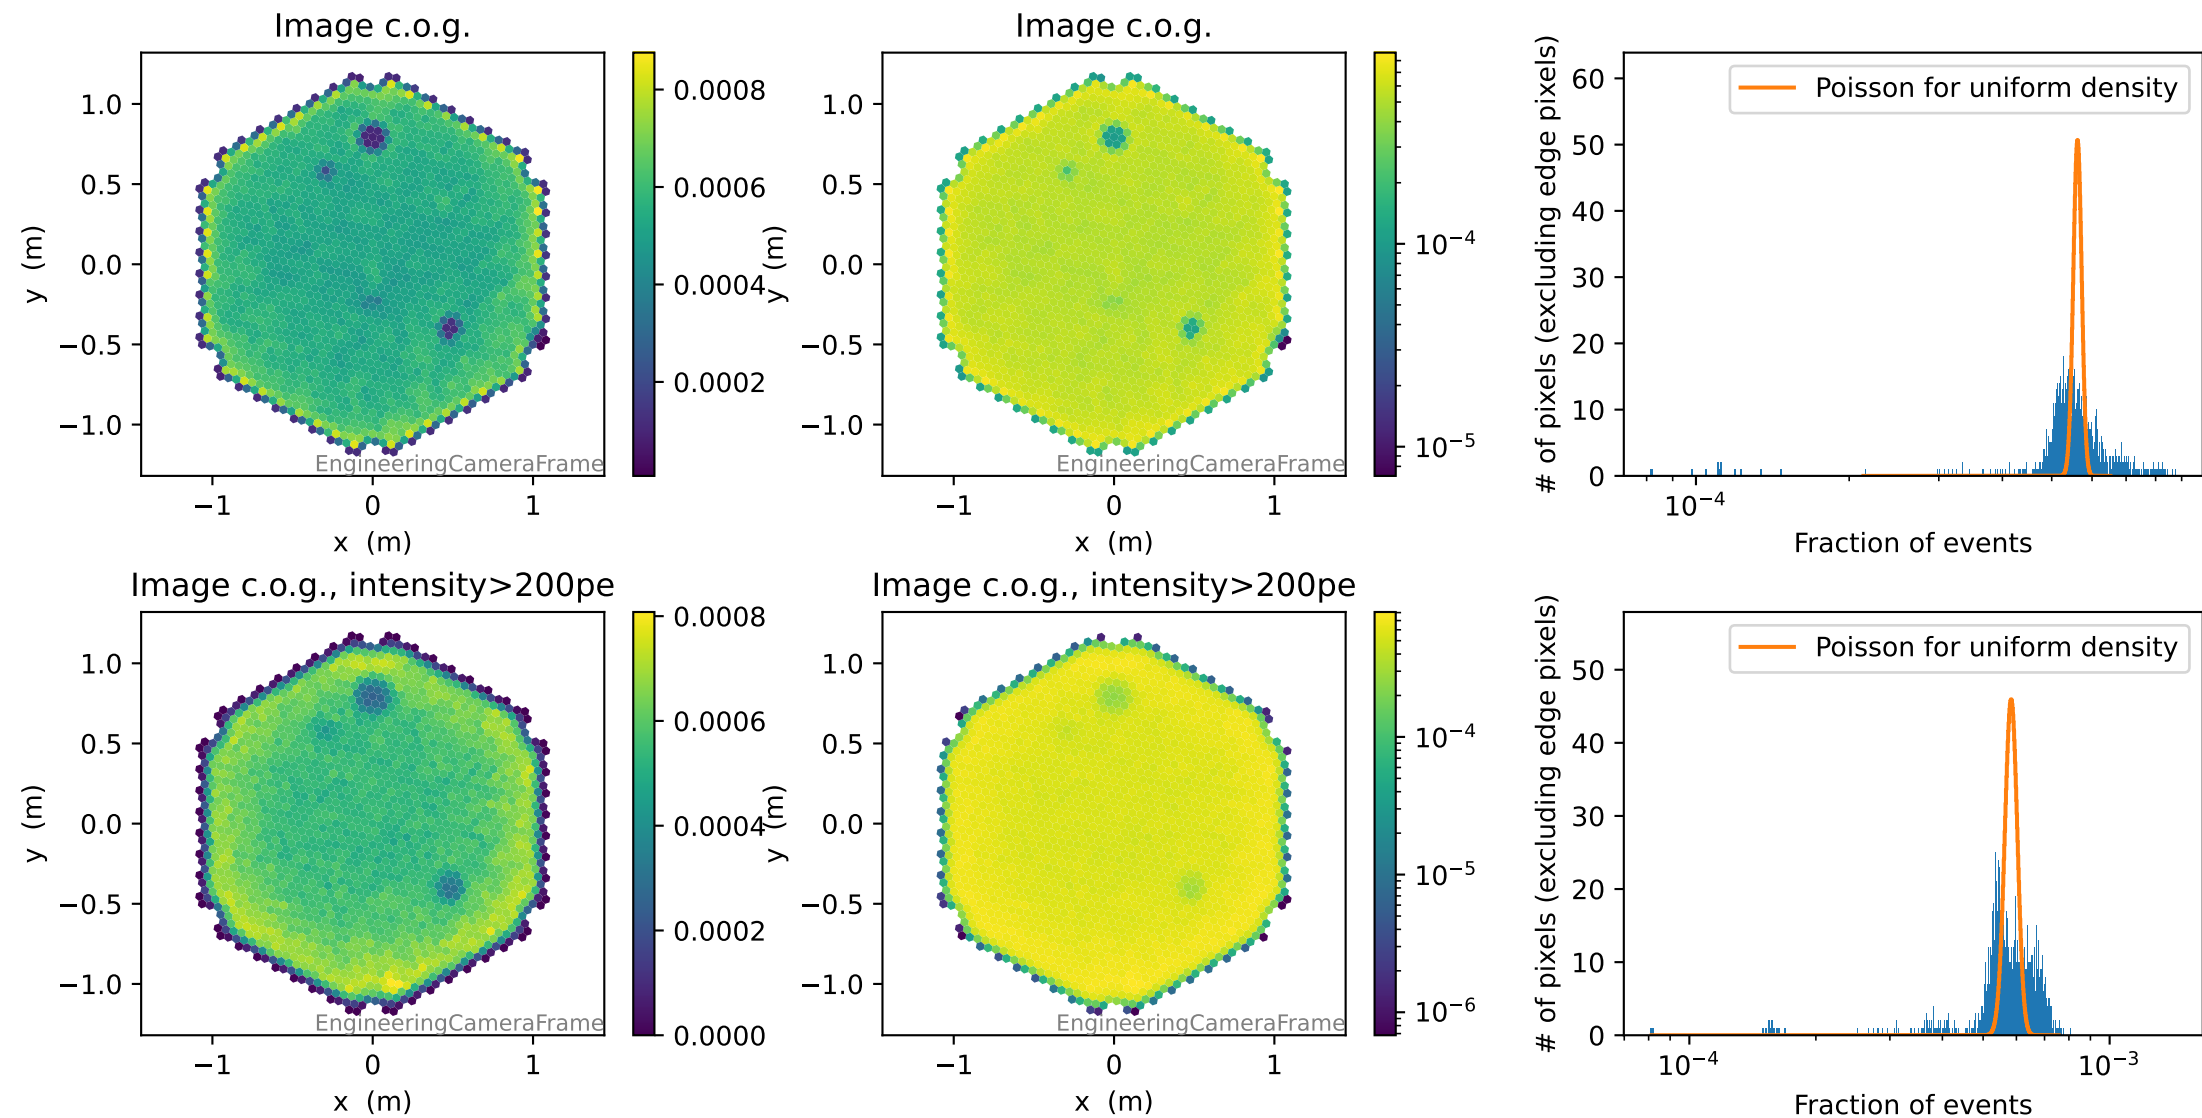 Image c.o.g.
Image c.o.g.
1.0
0.5
0.0
−0.5
−1.0
y (m)
−1
0
1
x (m)
EngineeringCameraFrame
0.0008
0.0006
0.0004
0.0002
1.0
0.5
0.0
−0.5
−1.0
y (m)
−1
0
1
x (m)
EngineeringCameraFrame
10−4
10−5
# of pixels (excluding edge pixels)
60
50
40
30
20
10
0
Poisson for uniform density
10−4
Fraction of events
Image c.o.g., intensity>200pe
Image c.o.g., intensity>200pe
1.0
0.5
0.0
−0.5
−1.0
y (m)
−1
0
1
x (m)
EngineeringCameraFrame
0.0008
0.0006
0.0004
0.0002
0.0000
1.0
0.5
0.0
−0.5
−1.0
y (m)
−1
0
1
x (m)
EngineeringCameraFrame
10−4
10−5
10−6
# of pixels (excluding edge pixels)
50
40
30
20
10
0
Poisson for uniform density
10−4
10−3
Fraction of events